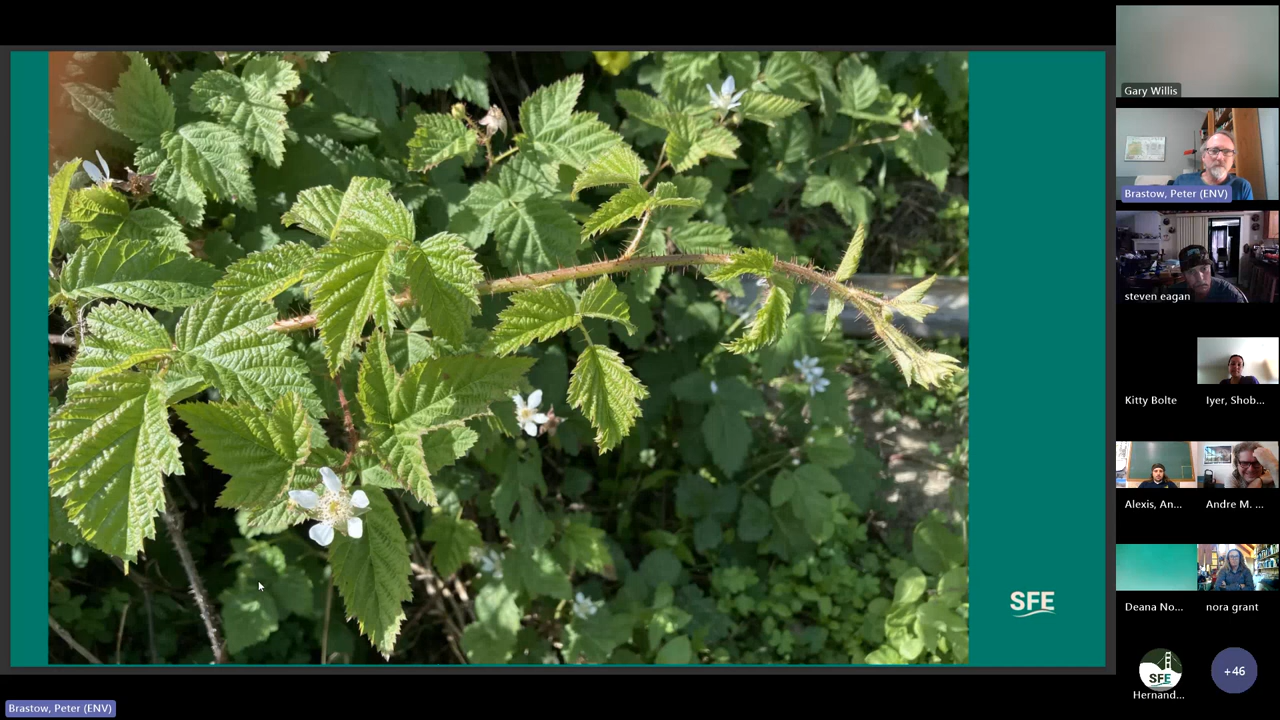 Gary Willis
Brastow, Peter (ENV)
steven eagan
Kitty Bolte
Iyer, Shob...
Alexis, An...
Andre M. ...
Deana No...
nora grant
SFE
SFE
Hernand...
+46
Brastow, Peter (ENV)